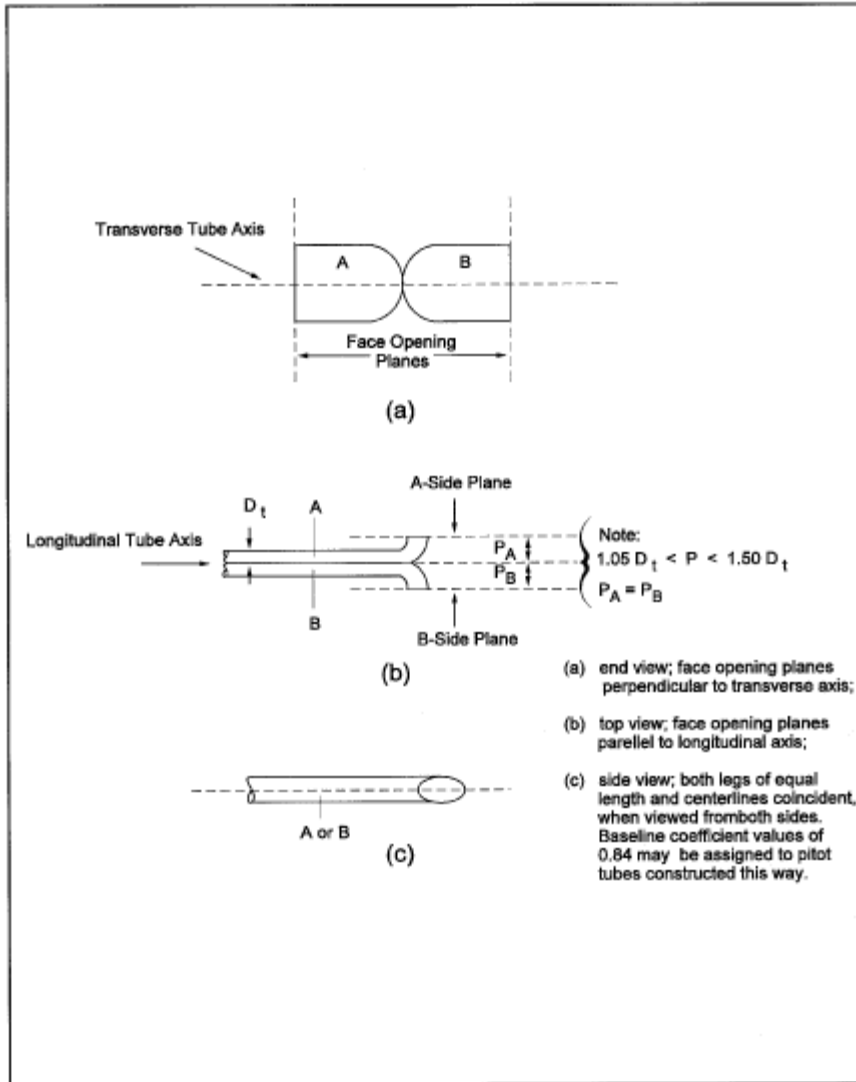 Transverse Tube Axis
A
B
Face Opening
Planes
(a)
A-Side Plane
D t
A
Longitudinal Tube Axis
P A
P B
Note:
1.05 D t < P < 1.50 D t
P A = P B
B
B-Side Plane
(b)
(a) end view; face opening planes
perpendicular to transverse axis;
(b) top view; face opening planes
parellel to longitudinal axis;
(c) side view; both legs of equal
length and centerlines coincident,
when viewed fromboth sides.
Baseline coefficient values of
0.84 may be assigned to pitot
tubes constructed this way.
A or B
(c)